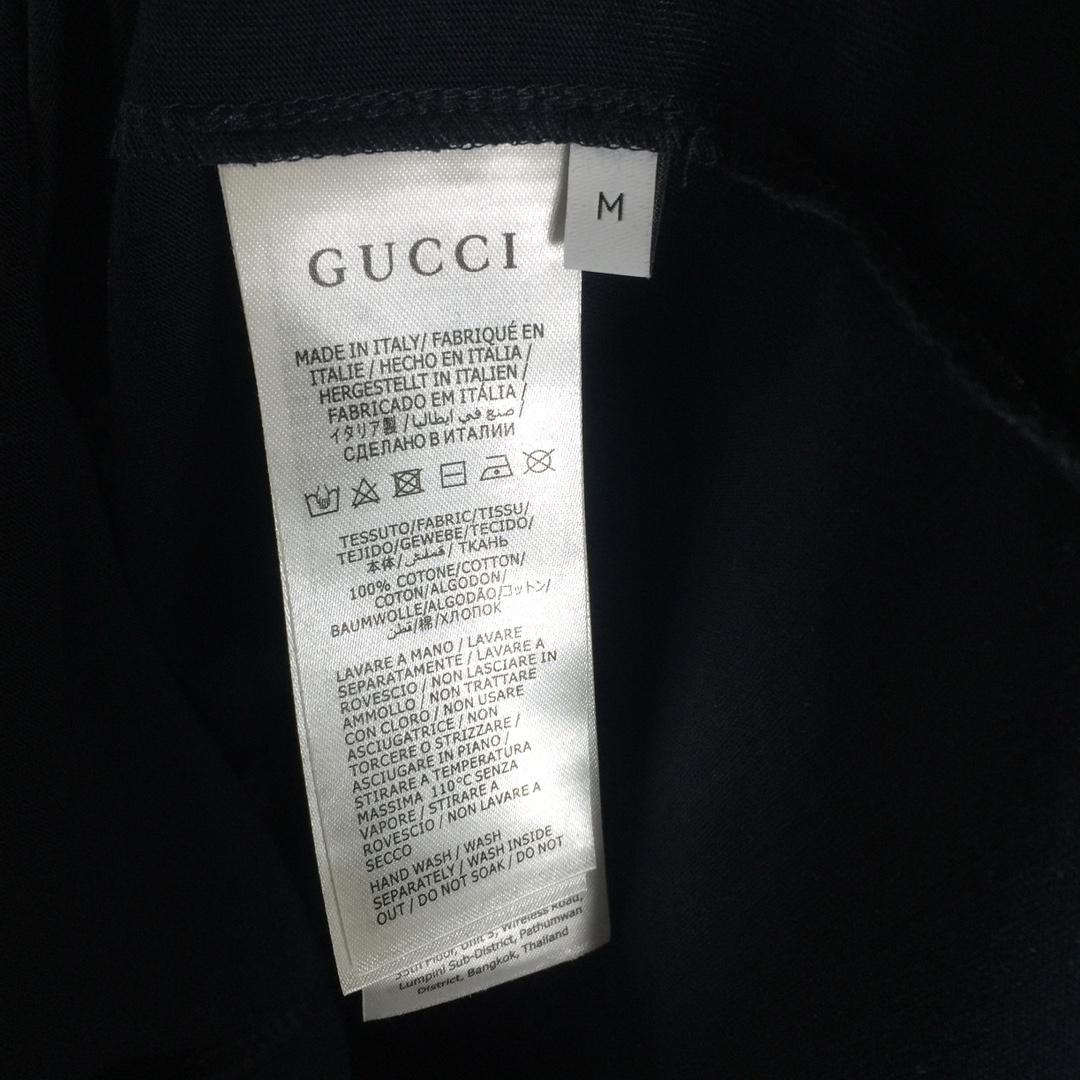 M
GUCCI
MADE IN ITALY/ FABRIQUÉ EN
ITALIE / HECHO EN ITALIA /
HERGESTELLT IN ITALIEN /
FABRICADO EM ITÁLIA /
イタリア製 / صنع في ايطاليا /
СДЕЛАНО В ИТАЛИИ
TESSUTO/FABRIC/TISSU/
TEJIDO/GEWEBE/TECIDO/
本体/قماش/ ТКАНЬ
100% COTONE/COTTON/
COTON/ALGODON/
BAUMWOLLE/ALGODÃO/コットン/
قطن/棉/ХЛОПОК
LAVARE A MANO / LAVARE
SEPARATAMENTE / LAVARE A
ROVESCIO / NON LASCIARE IN
AMMOLLO / NON TRATTARE
CON CLORO / NON USARE
ASCIUGATRICE / NON
TORCERE O STRIZZARE /
ASCIUGARE IN PIANO /
STIRARE A TEMPERATURA
MASSIMA 110°C SENZA
VAPORE / STIRARE A
ROVESCIO / NON LAVARE A
SECCO
HAND WASH / WASH
SEPARATELY / WASH INSIDE
OUT / DO NOT SOAK / DO NOT
Floor, Unit 5, Wireless Road,
Lumpini Sub-District, Pathumwan
District, Bangkok, Thailand